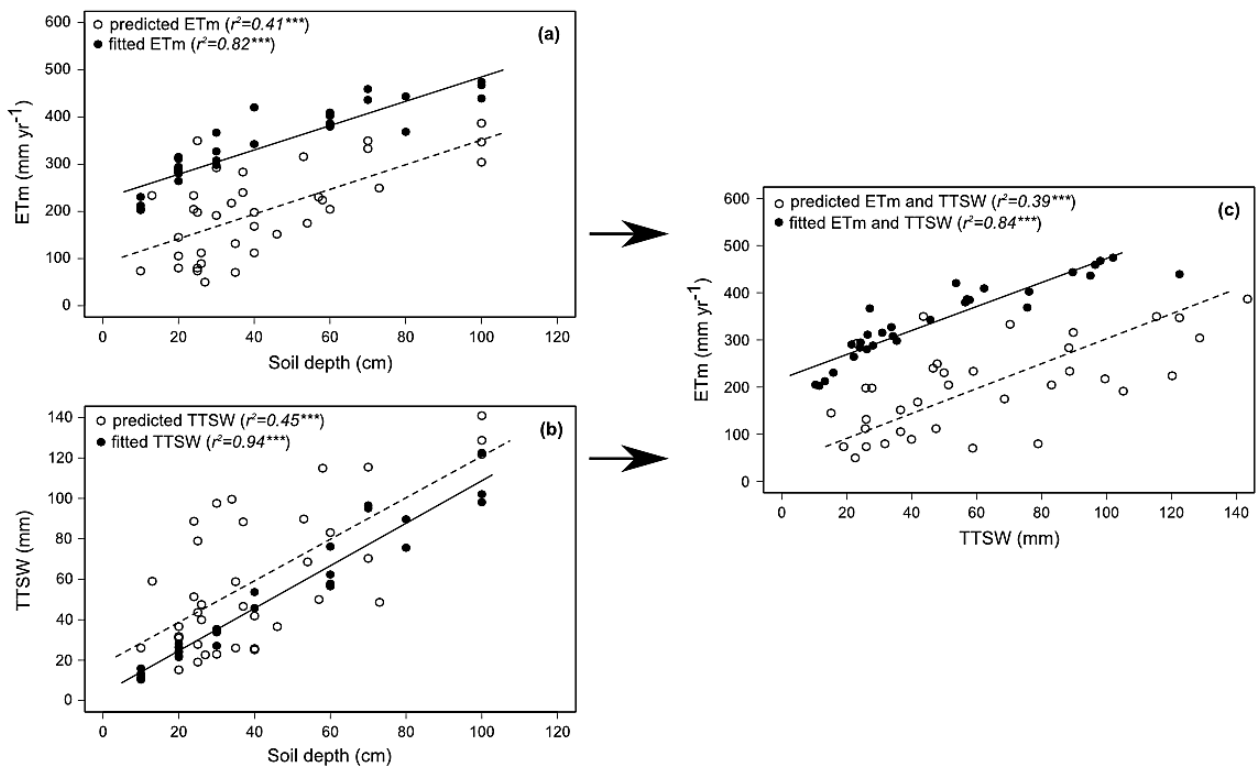 predicted ETm (r²=0.41***)
fitted ETm (r²=0.82***)
(a)
600
500
400
300
200
100
0
ETm (mm yr⁻¹)
0 20 40 60 80 100 120
Soil depth (cm)
predicted TTSW (r²=0.45***)
fitted TTSW (r²=0.94***)
(b)
140
120
100
80
60
40
20
0
TTSW (mm)
0 20 40 60 80 100 120
Soil depth (cm)
predicted ETm and TTSW (r²=0.39***)
fitted ETm and TTSW (r²=0.84***)
(c)
600
500
400
300
200
100
0
ETm (mm yr⁻¹)
0 20 40 60 80 100 120 140
TTSW (mm)